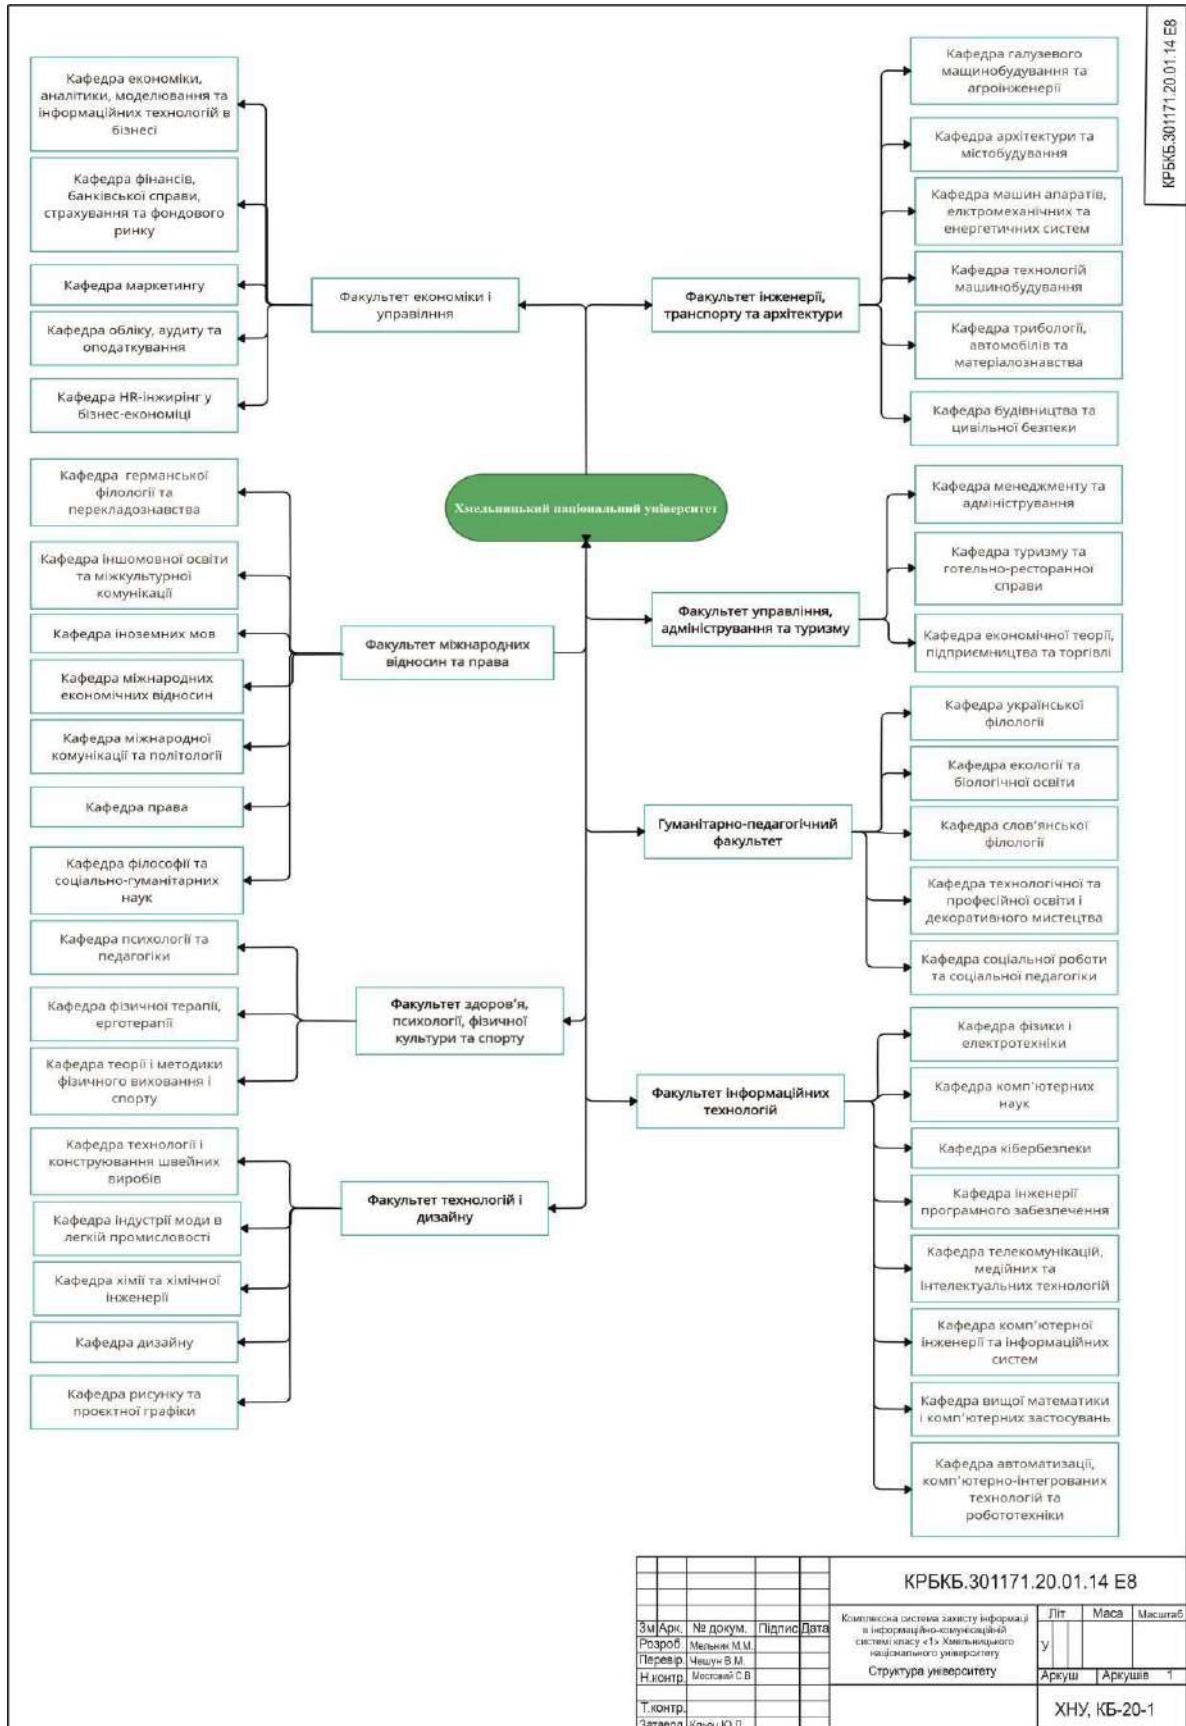 КРБКБ.301171.20.01.14 Е8
Кафедра економіки,
аналітики, моделювання та
інформаційних технологій в
бізнесі
Кафедра фінансів,
банківської справи,
страхування та фондового
ринку
Кафедра маркетингу
Кафедра обліку, аудиту та
оподаткування
Кафедра HR-інжирінг у
бізнес-економіці
Факультет економіки і
управілння
Факультет інженерії,
транспорту та архітектури
Кафедра галузевого
мащинобудування та
агроінженерії
Кафедра архітектури та
містобудування
Кафедра машин апаратів,
елктромеханічних та
енергетичних систем
Кафедра технологій
машинобудування
Кафедра трибології,
автомобілів та
матеріалознавства
Кафедра будівництва та
цивільної безпеки
Хмельницький національний університет
Кафедра германської
філології та
перекладознавства
Кафедра іншомовної освіти
та міжкультурної
комунікації
Кафедра іноземних мов
Кафедра міжнародних
економічних відносин
Кафедра міжнародної
комунікації та політології
Кафедра права
Кафедра філософії та
соціально-гуманітарних
наук
Факультет міжнародних
відносин та права
Факультет управління,
адміністрування та туризму
Кафедра менеджменту та
адміністрування
Кафедра туризму та
готельно-ресторанної
справи
Кафедра економічної теорії,
підприємництва та торгівлі
Гуманітарно-педагогічний
факультет
Кафедра української
філології
Кафедра екології та
біологічної освіти
Кафедра слов'янської
філології
Кафедра технологічної та
професійної освіти і
декоративного мистецтва
Кафедра соціальної роботи
та соціальної педагогіки
Кафедра психології та
педагогіки
Кафедра фізичної терапії,
ерготерапії
Кафедра теорії і методики
фізичного виховання і
спорту
Факультет здоров'я,
психології, фізичної
культури та спорту
Факультет інформаційних
технологій
Кафедра фізики і
електротехніки
Кафедра комп'ютерних
наук
Кафедра кібербезпеки
Кафедра інженерії
програмного забезпечення
Кафедра телекомунікацій,
медійних та
інтелектуальних технологій
Кафедра комп'ютерної
інженерії та інформаційних
систем
Кафедра вищої математики
і комп'ютерних застосувань
Кафедра автоматизації,
комп'ютерно-інтегрованих
технологій та
робототехніки
Кафедра технології і
конструювання швейних
виробів
Кафедра індустрії моди в
легкій промисловості
Кафедра хімії та хімічної
інженерії
Кафедра дизайну
Кафедра рисунку та
проєктної графіки
Факультет технологій і
дизайну
КРБКБ.301171.20.01.14 Е8
Зм Арк. № докум. Підпис Дата
Розроб. Мельник М.М.
Перевір. Чешун В.М.
Н.контр. Мостовий С.В
Т.контр.
Затверд. Кльоц Ю.П.
Комплексна система захисту інформації
в інформаційно-комунікаційній
системі класу «1» Хмельницького
національного університету
Структура університету
Літ Маса Масштаб
У
Аркуш Аркушів 1
ХНУ, КБ-20-1